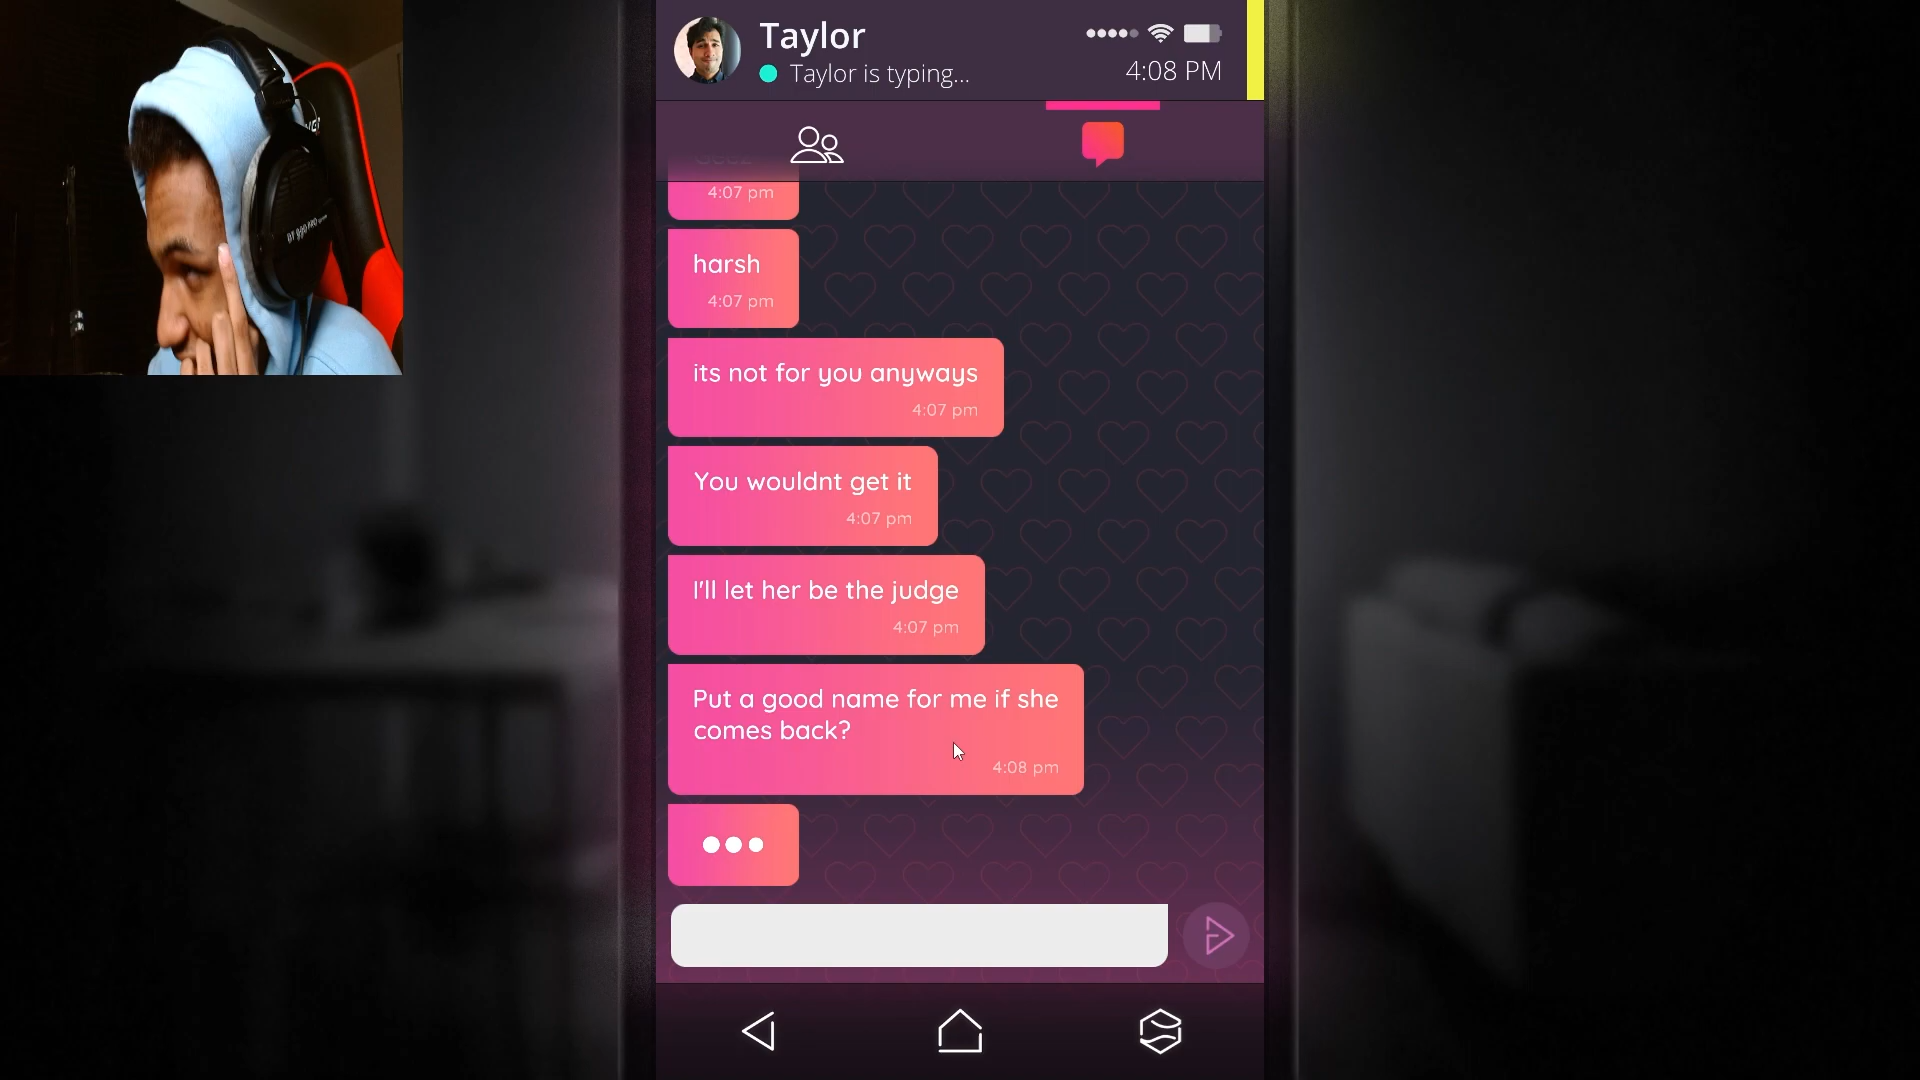 Taylor
Taylor is typing...
4:08 PM
4:07 pm
harsh
4:07 pm
its not for you anyways
4:07 pm
You wouldnt get it
4:07 pm
I'll let her be the judge
4:07 pm
Put a good name for me if she
comes back?
4:08 pm